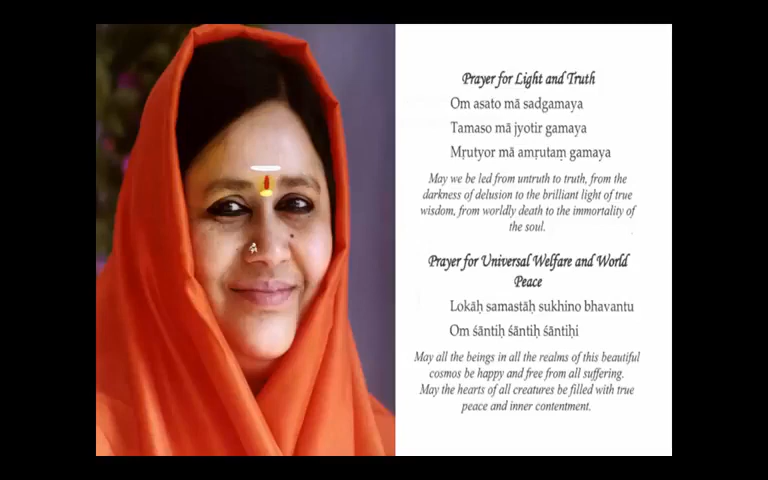 Prayer for Light and Truth
Om asato mā sadgamaya
Tamaso mā jyotir gamaya
Mṛutyor mā amṛutaṃ gamaya
May we be led from untruth to truth, from the
darkness of delusion to the brilliant light of true
wisdom, from worldly death to the immortality of
the soul.
Prayer for Universal Welfare and World
Peace
Lokāḥ samastāḥ sukhino bhavantu
Om śāntiḥ śāntiḥ śāntiḥi
May all the beings in all the realms of this beautiful
cosmos be happy and free from all suffering.
May the hearts of all creatures be filled with true
peace and inner contentment.